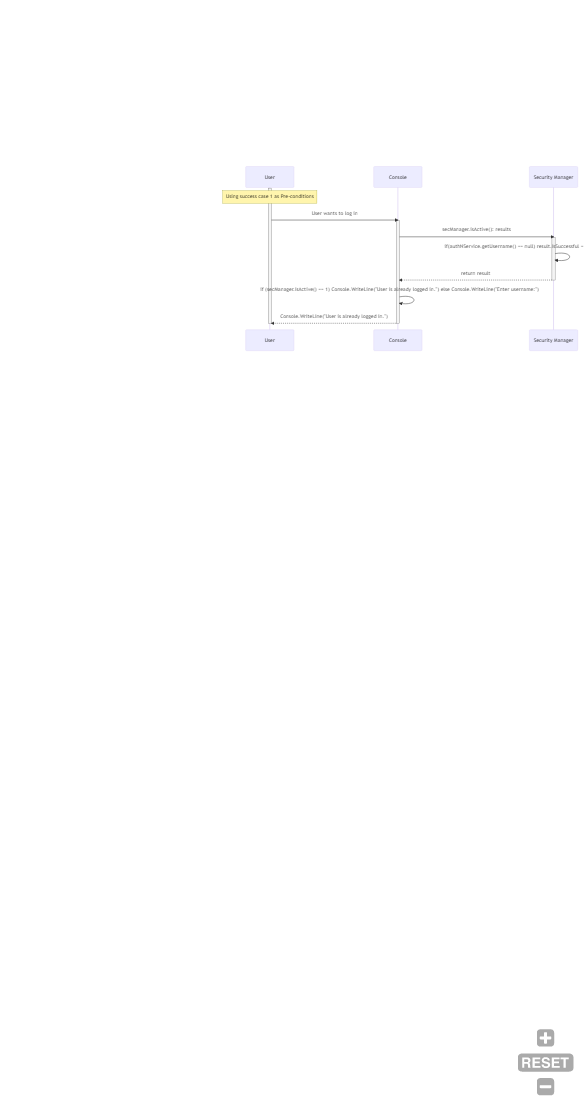 User Console Security Manager
Using success case 1 as Pre-conditions
User wants to log in
secManager.isActive(): results
if(authNService.getUsername() == null) result.isSuccessful =
return result
if (secManager.isActive() == 1) Console.WriteLine("User is already logged in.") else Console.WriteLine("Enter username:")
Console.WriteLine("User is already logged in.")
User Console Security Manager
RESET